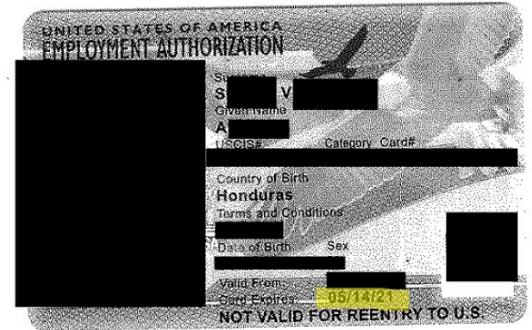 UNITED STATES OF AMERICA
EMPLOYMENT AUTHORIZATION
S V
Given Name
A
USCIS# Category Card#
Country of Birth
Honduras
Terms and Conditions
Date of Birth Sex
Valid From:
Card Expires: 05/14/21
NOT VALID FOR REENTRY TO U.S.